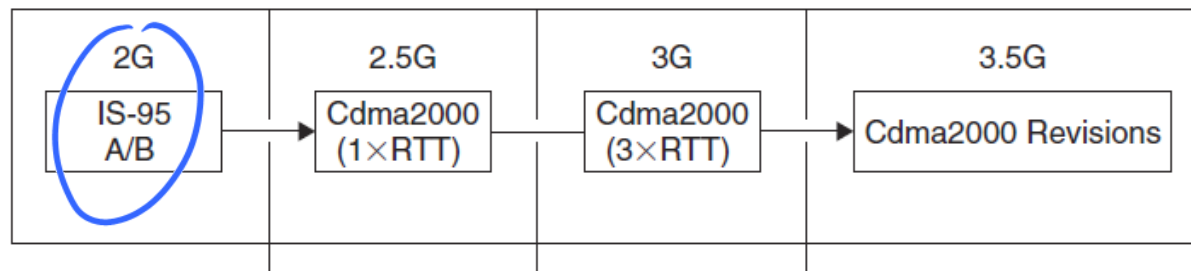 2G
2.5G
3G
3.5G
IS-95
A/B
Cdma2000
(1×RTT)
Cdma2000
(3×RTT)
Cdma2000 Revisions